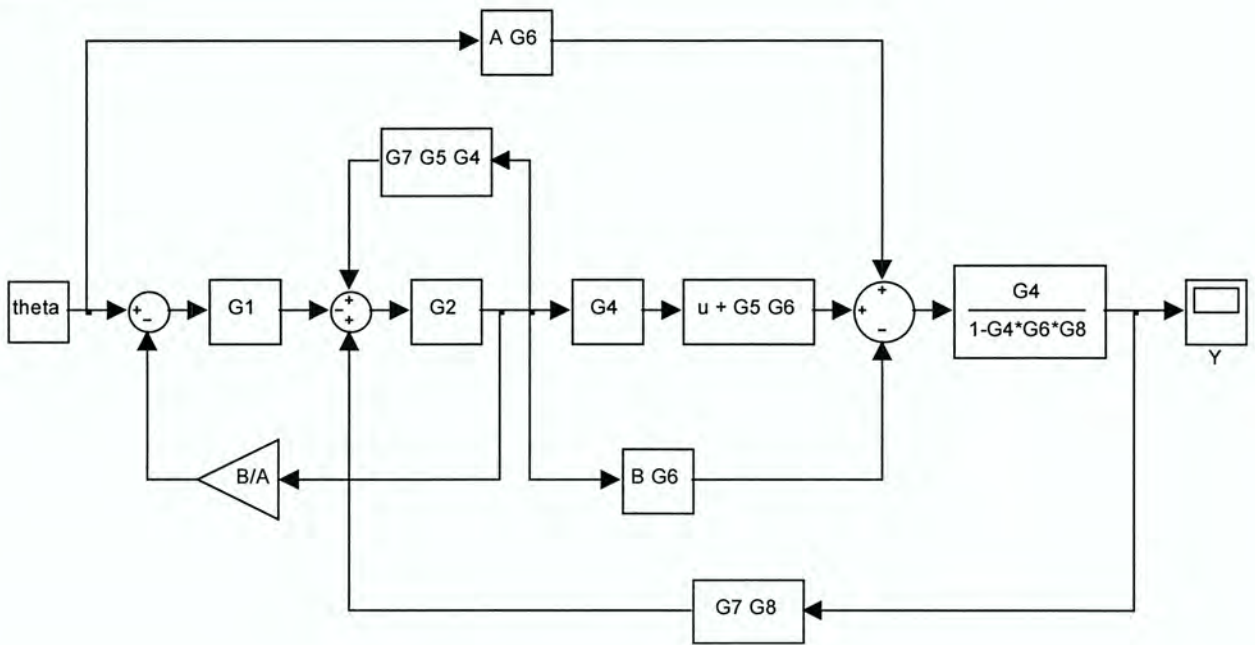 A G6
G7 G5 G4
theta
+
−
G1
+
−
+
G2
G4
u + G5 G6
+
+
−
G4
1-G4*G6*G8
Y
B/A
B G6
G7 G8